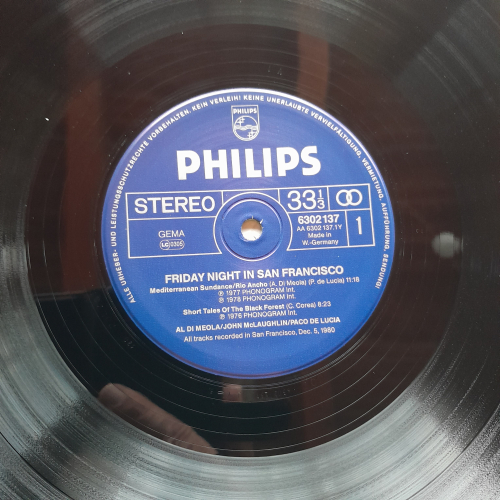 ALLE URHEBER- UND LEISTUNGSSCHUTZRECHTE VORBEHALTEN. KEIN VERLEIH! KEINE UNERLAUBTE VERVIELFÄLTIGUNG, VERMIETUNG, AUFFÜHRUNG, SENDUNG!
PHILIPS
PHILIPS
STEREO
33 1/3
GEMA
LC 0305
6302 137
AA 6302 137.1Y
Made in
W.-Germany
1
FRIDAY NIGHT IN SAN FRANCISCO
Mediterranean Sundance/Rio Ancho (A. Di Meola) (P. de Lucia) 11:18
Ⓟ 1977 PHONOGRAM Int.
Ⓟ 1978 PHONOGRAM Int.
Short Tales Of The Black Forest (C. Corea) 8:23
Ⓟ 1976 PHONOGRAM Int.
AL DI MEOLA/JOHN McLAUGHLIN/PACO DE LUCIA
All tracks recorded in San Francisco, Dec. 5, 1980